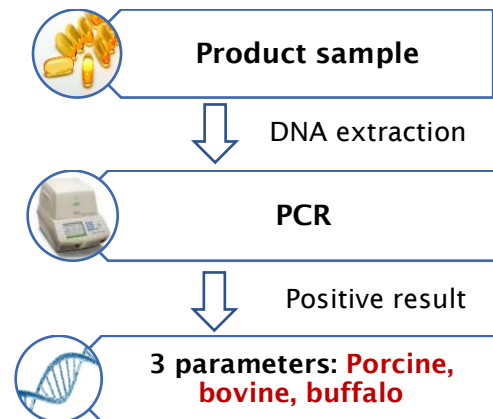 Product sample
DNA extraction
PCR
Positive result
3 parameters: Porcine,
bovine, buffalo